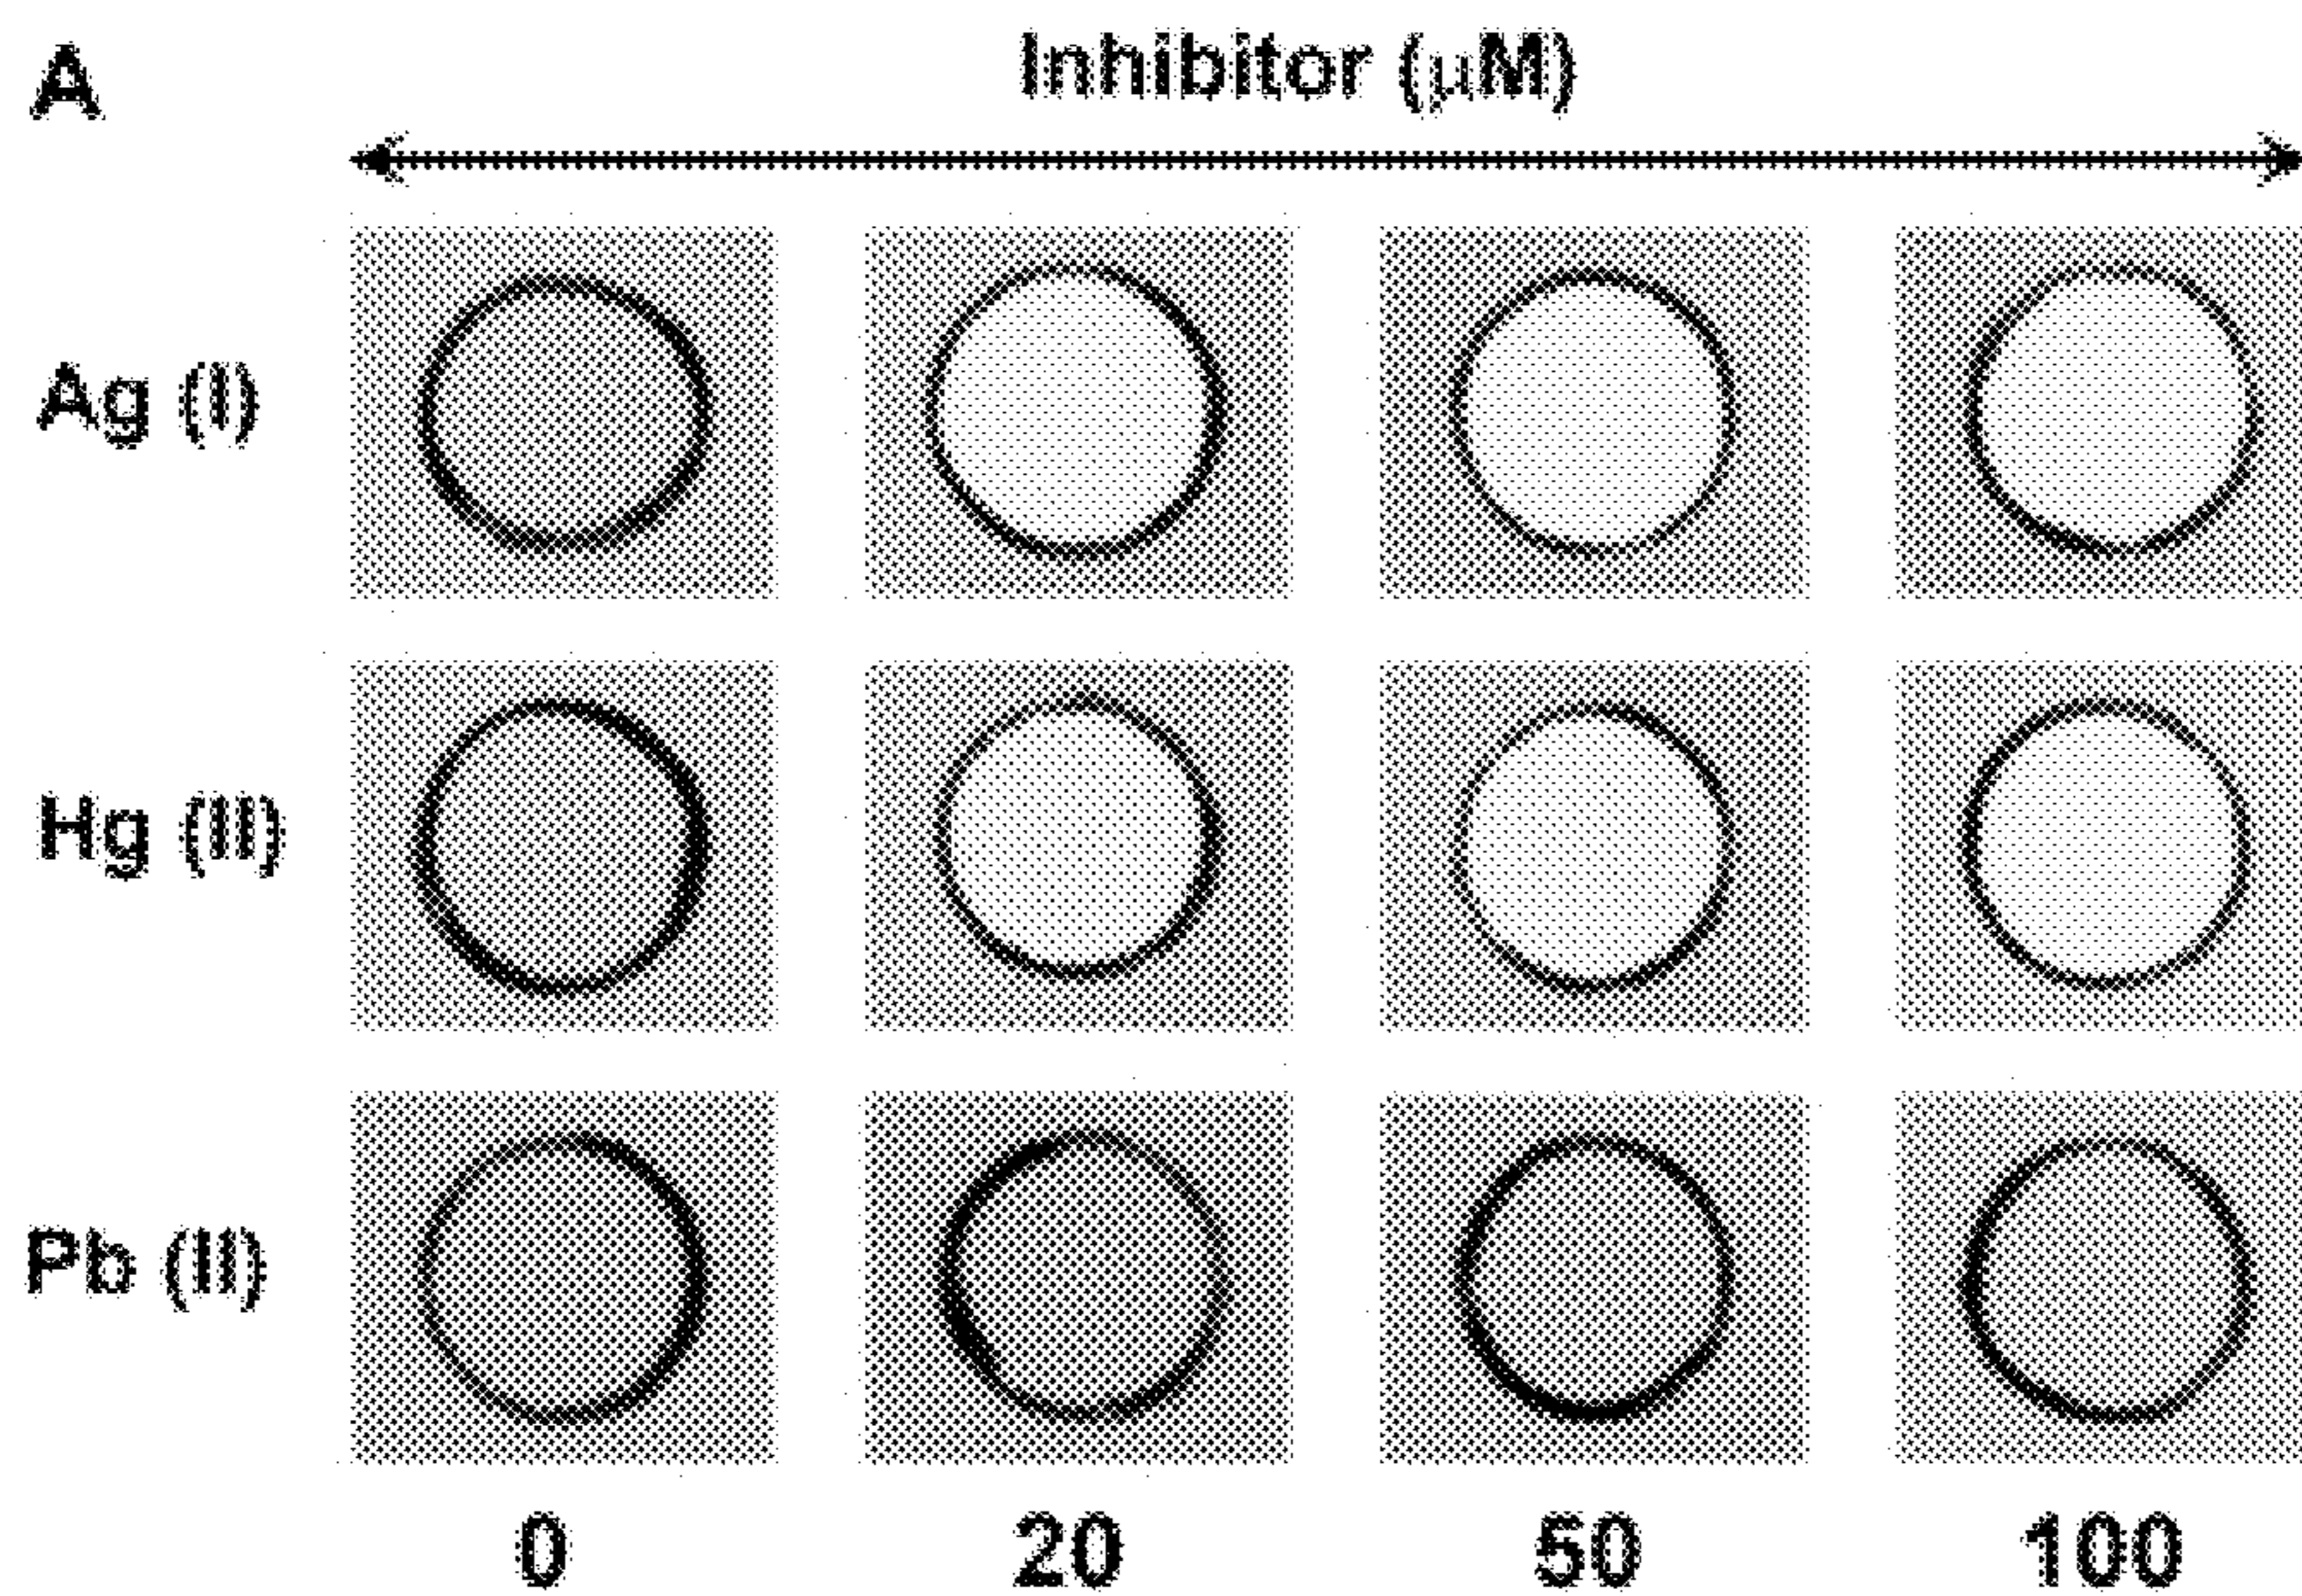 A
Inhibitor (μM)
Ag (I)
Hg (II)
Pb (II)
0 20 50 100